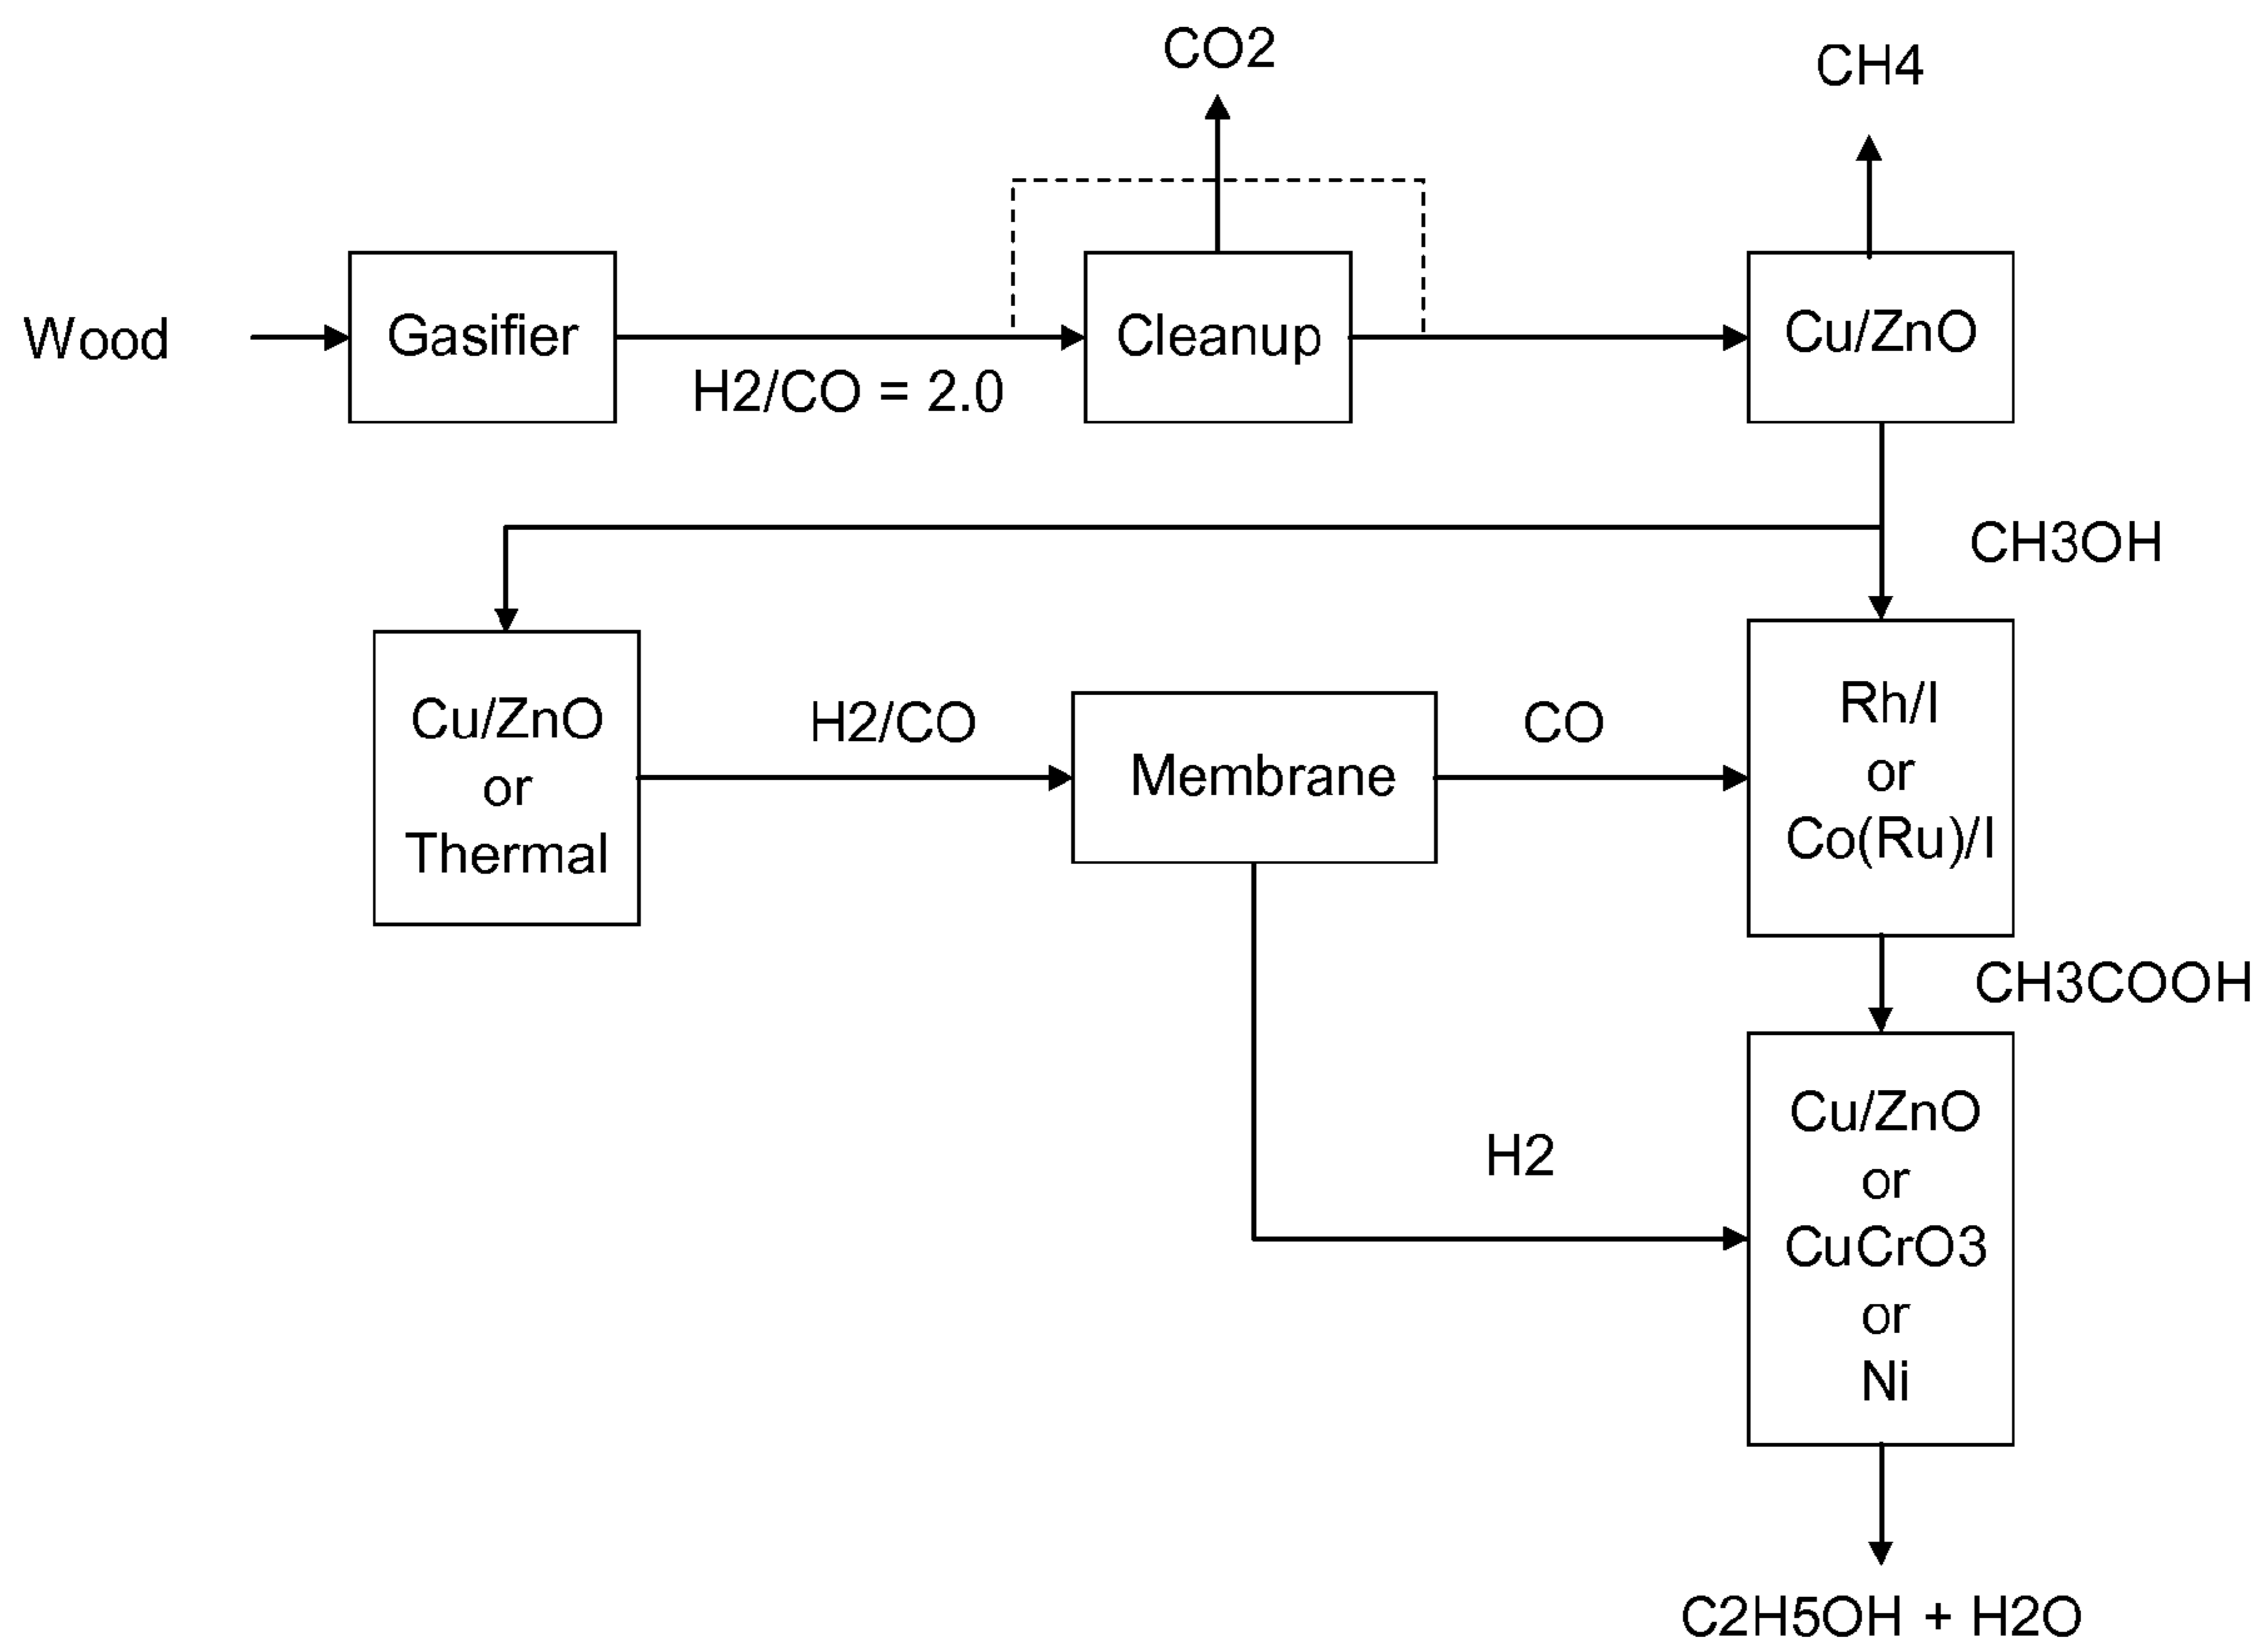 CO2
CH4
Wood
Gasifier
H2/CO = 2.0
Cleanup
Cu/ZnO
CH3OH
Cu/ZnO
or
Thermal
H2/CO
Membrane
CO
Rh/I
or
Co(Ru)/I
CH3COOH
H2
Cu/ZnO
or
CuCrO3
or
Ni
C2H5OH + H2O